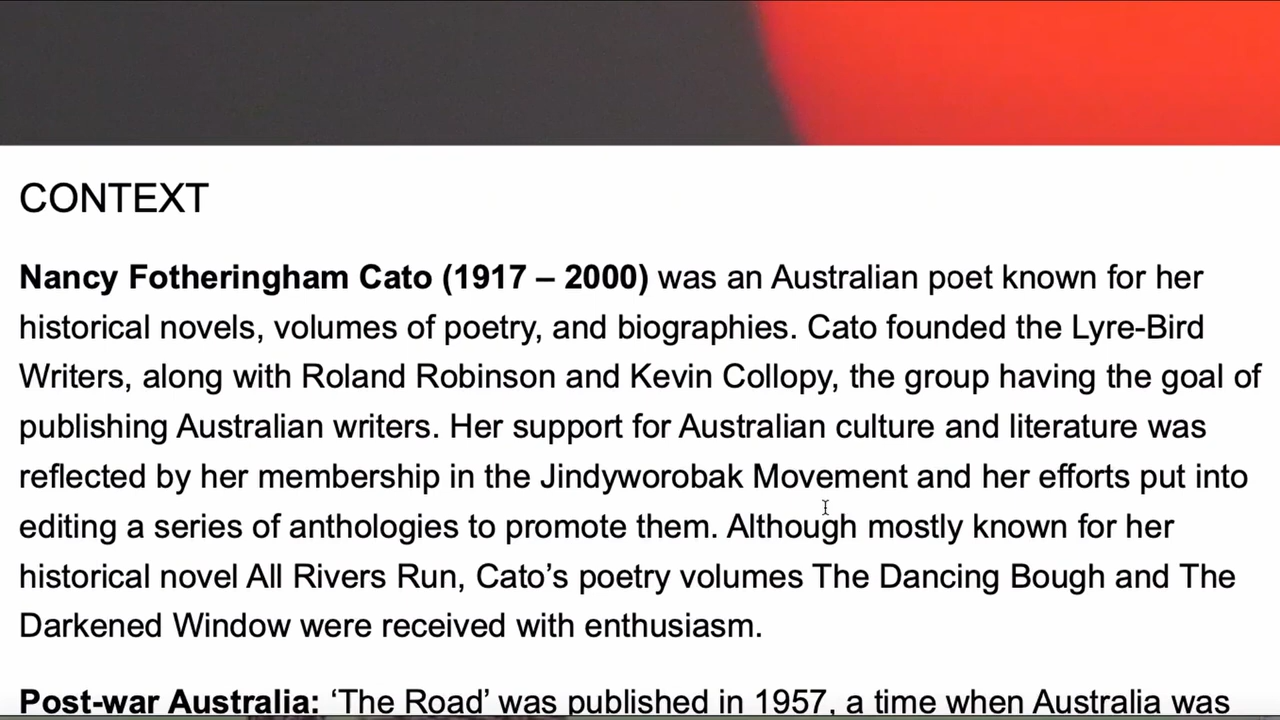 CONTEXT
Nancy Fotheringham Cato (1917 – 2000) was an Australian poet known for her
historical novels, volumes of poetry, and biographies. Cato founded the Lyre-Bird
Writers, along with Roland Robinson and Kevin Collopy, the group having the goal of
publishing Australian writers. Her support for Australian culture and literature was
reflected by her membership in the Jindyworobak Movement and her efforts put into
editing a series of anthologies to promote them. Although mostly known for her
historical novel All Rivers Run, Cato’s poetry volumes The Dancing Bough and The
Darkened Window were received with enthusiasm.
Post-war Australia: ‘The Road’ was published in 1957, a time when Australia was